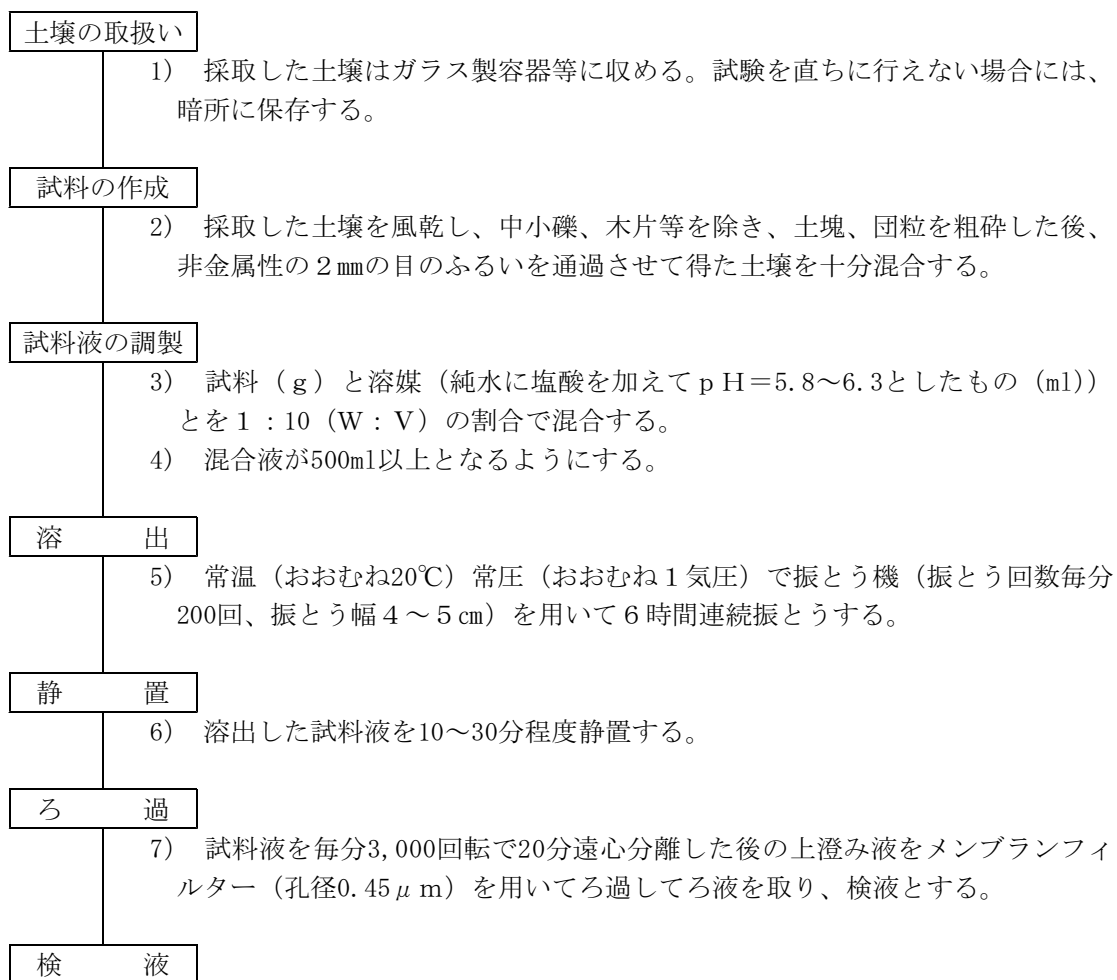 土壌の取扱い
1) 採取した土壌はガラス製容器等に収める。試験を直ちに行えない場合には、
暗所に保存する。
試料の作成
2) 採取した土壌を風乾し、中小礫、木片等を除き、土塊、団粒を粗砕した後、
非金属性の2㎜の目のふるいを通過させて得た土壌を十分混合する。
試料液の調製
3) 試料(g)と溶媒(純水に塩酸を加えてpH=5.8~6.3としたもの(ml))
とを1:10(W:V)の割合で混合する。
4) 混合液が500ml以上となるようにする。
溶 出
5) 常温(おおむね20℃)常圧(おおむね1気圧)で振とう機(振とう回数毎分
200回、振とう幅4~5㎝)を用いて6時間連続振とうする。
静 置
6) 溶出した試料液を10~30分程度静置する。
ろ 過
7) 試料液を毎分3,000回転で20分遠心分離した後の上澄み液をメンブランフィ
ルター(孔径0.45μm)を用いてろ過してろ液を取り、検液とする。
検 液